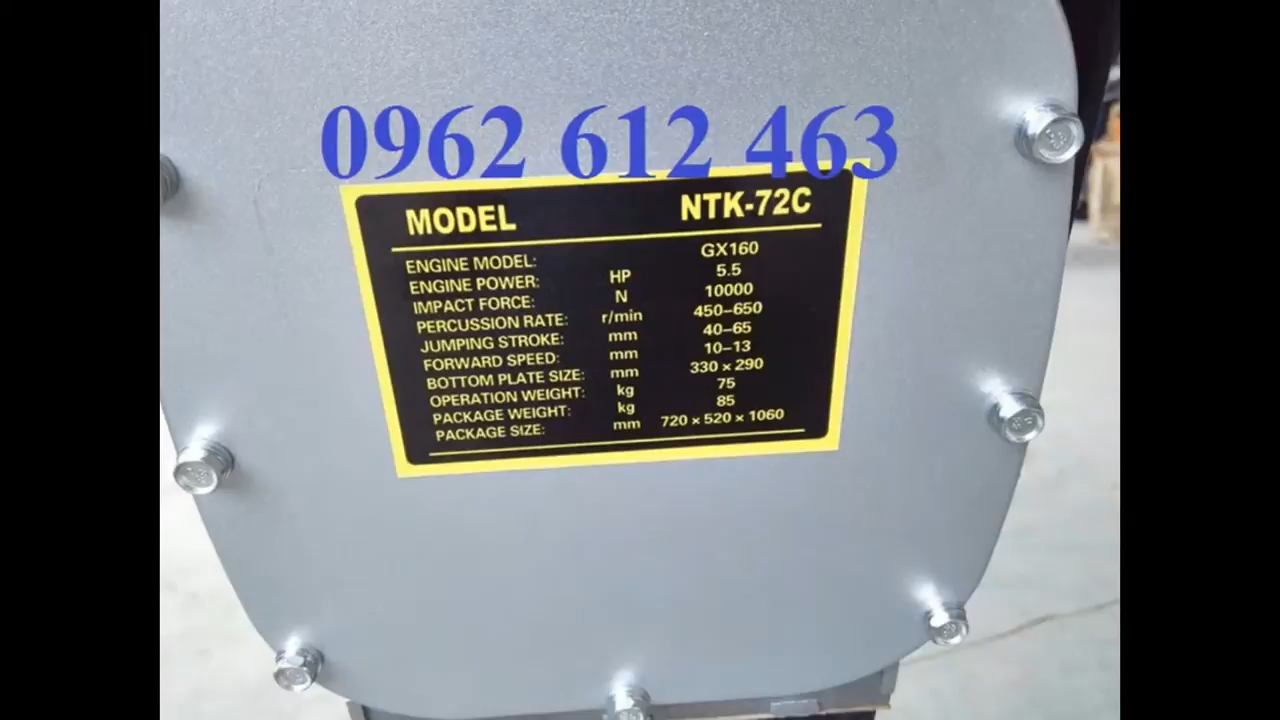 0962 612 463
MODEL NTK-72C
ENGINE MODEL: GX160
ENGINE POWER: HP 5.5
IMPACT FORCE: N 10000
PERCUSSION RATE: r/min 450–650
JUMPING STROKE: mm 40–65
FORWARD SPEED: mm 10–13
BOTTOM PLATE SIZE: mm 330 x 290
OPERATION WEIGHT: kg 75
PACKAGE WEIGHT: kg 85
PACKAGE SIZE: mm 720 x 520 x 1060